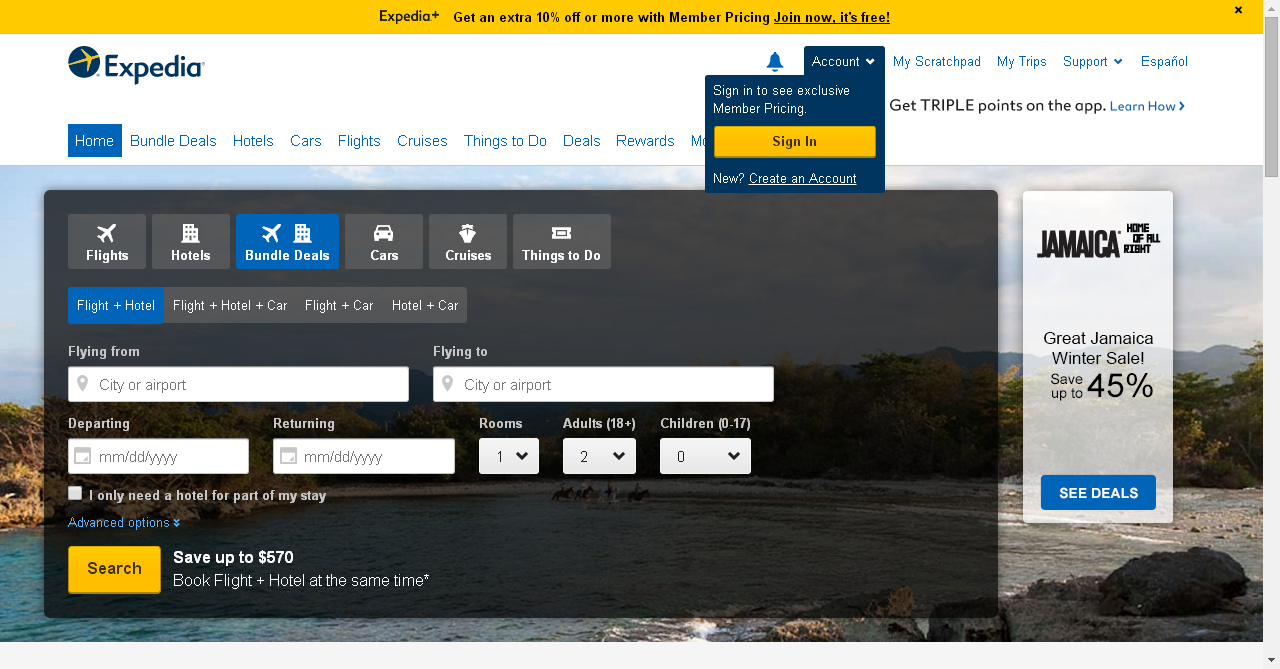 Expedia+ Get an extra 10% off or more with Member Pricing Join now, it's free!
Expedia
Account My Scratchpad My Trips Support Español
Sign in to see exclusive
Member Pricing.
Get TRIPLE points on the app. Learn How
Sign In
New? Create an Account
Home Bundle Deals Hotels Cars Flights Cruises Things to Do Deals Rewards
Flights Hotels Bundle Deals Cars Cruises Things to Do
Flight + Hotel Flight + Hotel + Car Flight + Car Hotel + Car
Flying from Flying to
City or airport City or airport
Departing Returning Rooms Adults (18+) Children (0-17)
mm/dd/yyyy mm/dd/yyyy 1 2 0
I only need a hotel for part of my stay
Advanced options
Search
Save up to $570
Book Flight + Hotel at the same time*
JAMAICA
HOME
OF ALL
RIGHT
Great Jamaica
Winter Sale!
Save
up to 45%
SEE DEALS